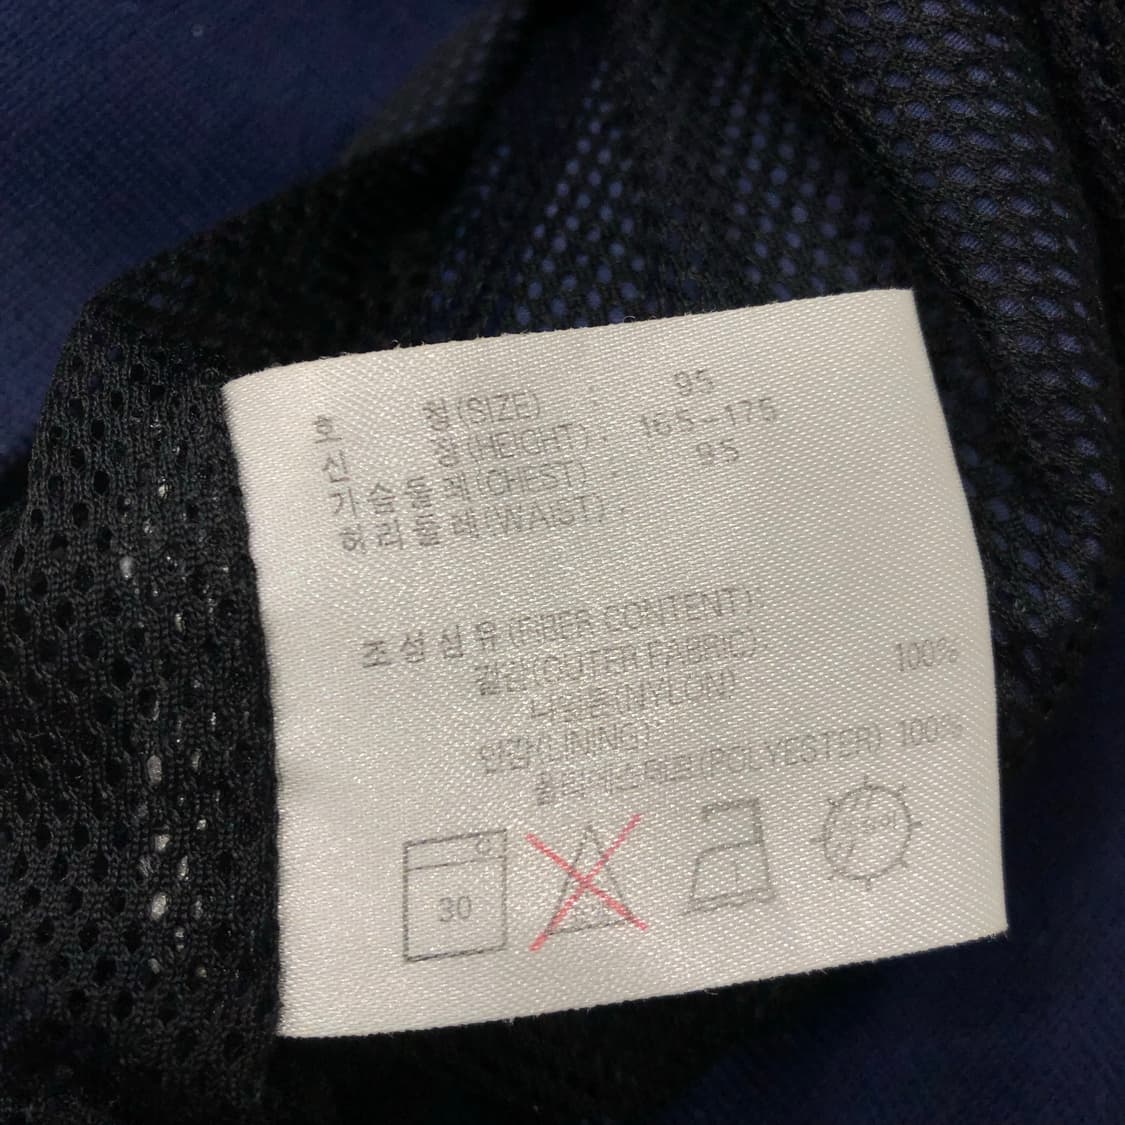 호 칭(SIZE) : 95
신 장(HEIGHT) : 165~175
가슴둘레(CHEST) : 95
허리둘레(WAIST) :
조성섬유(FIBER CONTENT):
겉감(OUTER FABRIC):
나일론(NYLON) 100%
안감(LINING)
폴리에스터(POLYESTER) 100%
30